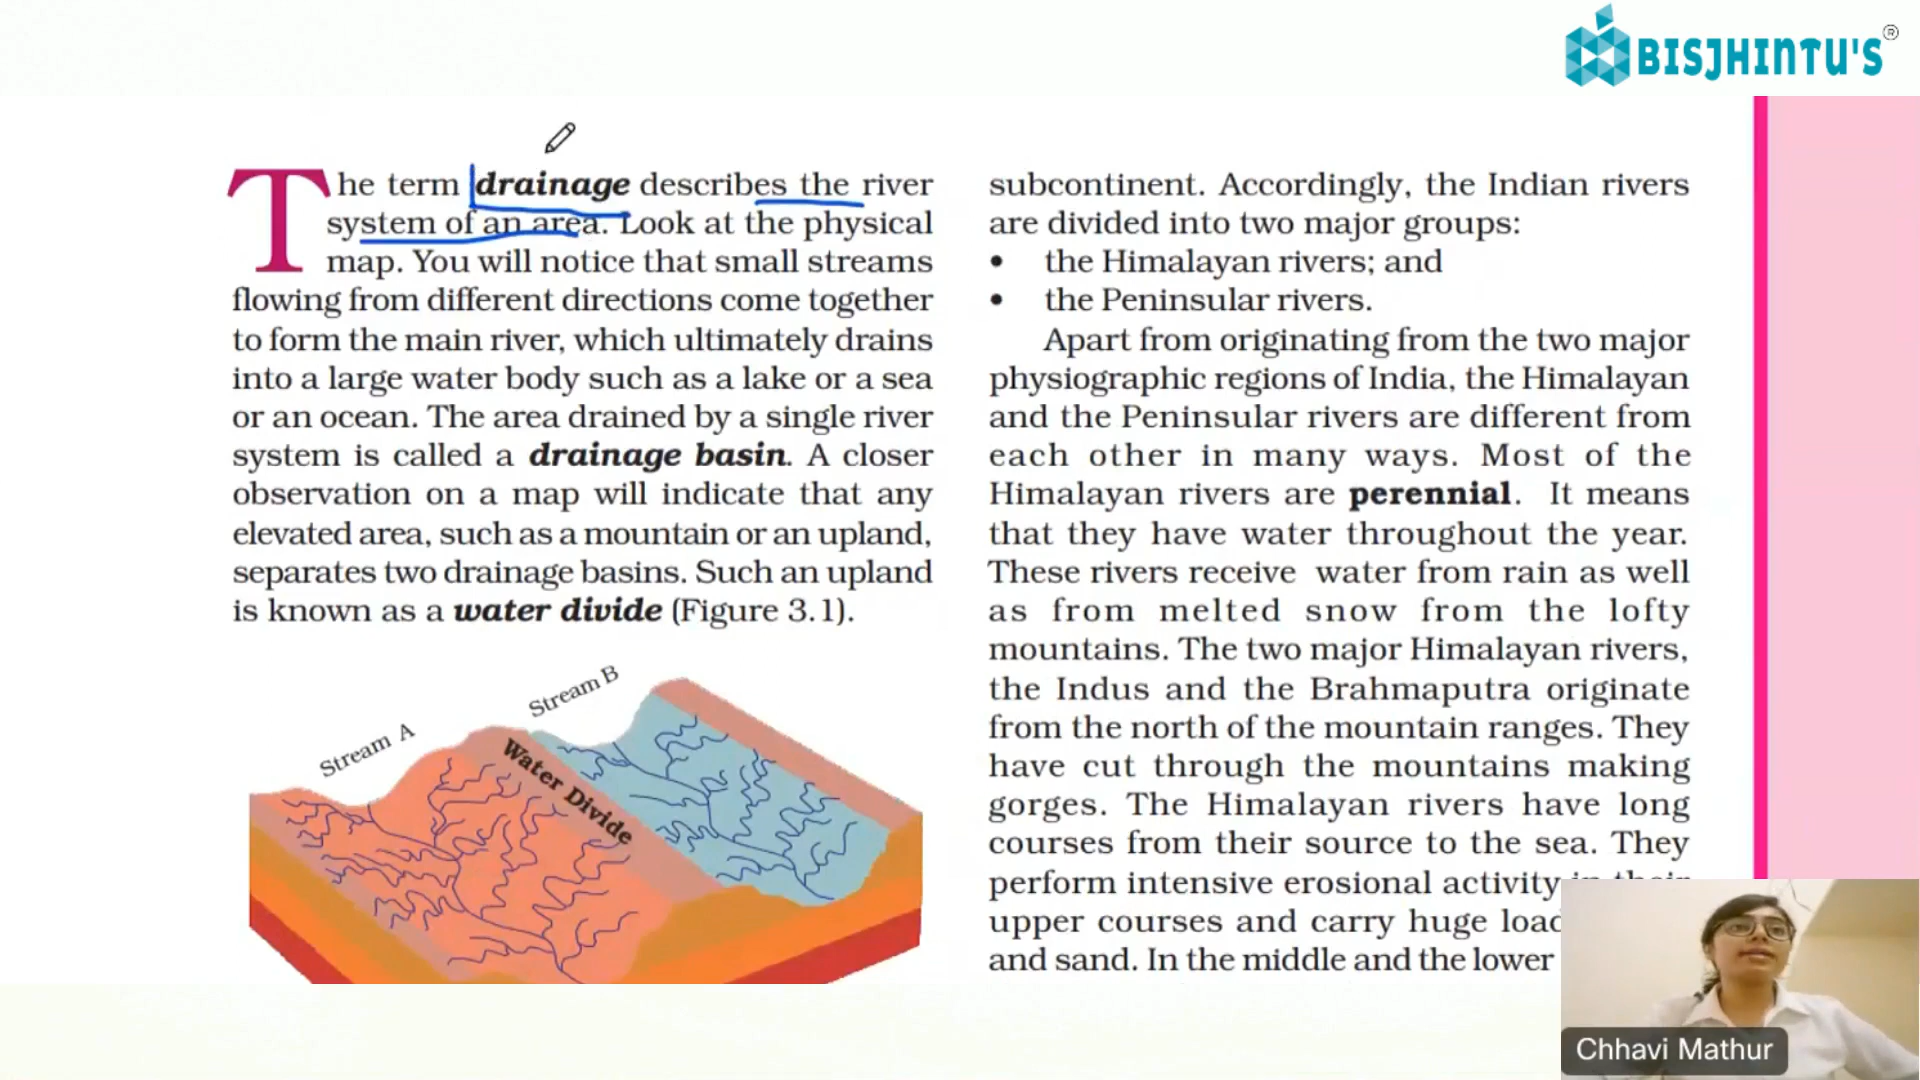 BISJHINTU'S®
The term drainage describes the river
system of an area. Look at the physical
map. You will notice that small streams
flowing from different directions come together
to form the main river, which ultimately drains
into a large water body such as a lake or a sea
or an ocean. The area drained by a single river
system is called a drainage basin. A closer
observation on a map will indicate that any
elevated area, such as a mountain or an upland,
separates two drainage basins. Such an upland
is known as a water divide (Figure 3.1).
Stream A
Stream B
Water Divide
subcontinent. Accordingly, the Indian rivers
are divided into two major groups:
• the Himalayan rivers; and
• the Peninsular rivers.
Apart from originating from the two major
physiographic regions of India, the Himalayan
and the Peninsular rivers are different from
each other in many ways. Most of the
Himalayan rivers are perennial. It means
that they have water throughout the year.
These rivers receive water from rain as well
as from melted snow from the lofty
mountains. The two major Himalayan rivers,
the Indus and the Brahmaputra originate
from the north of the mountain ranges. They
have cut through the mountains making
gorges. The Himalayan rivers have long
courses from their source to the sea. They
perform intensive erosional activity in their
upper courses and carry huge load
and sand. In the middle and the lower
Chhavi Mathur